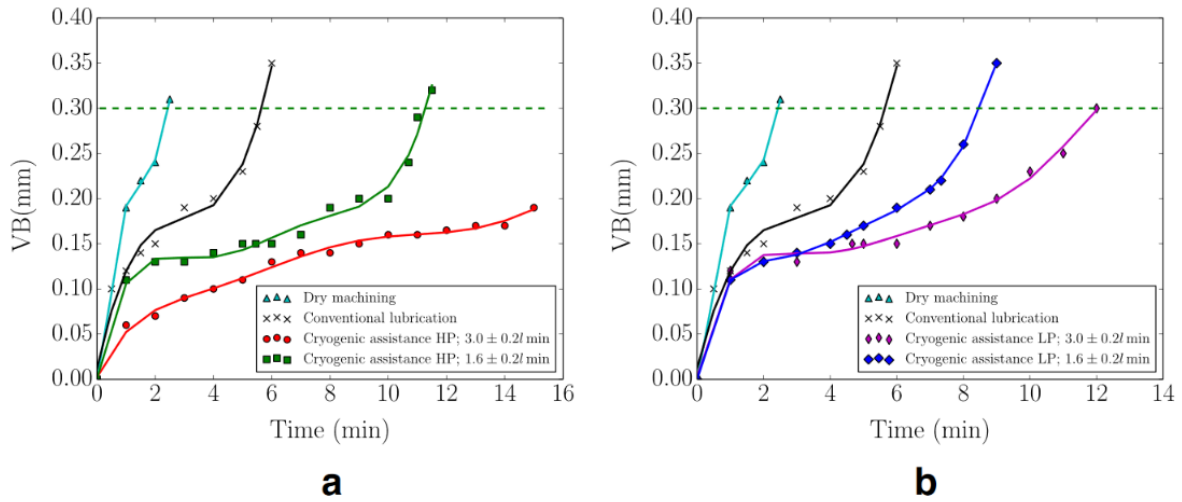 0.40
0.35
0.30
0.25
0.20
0.15
0.10
0.05
0.00
VB(mm)
0 2 4 6 8 10 12 14 16
Time (min)
Dry machining
Conventional lubrication
Cryogenic assistance HP; 3.0 ± 0.2l min
Cryogenic assistance HP; 1.6 ± 0.2l min
a
0.40
0.35
0.30
0.25
0.20
0.15
0.10
0.05
0.00
VB(mm)
0 2 4 6 8 10 12 14
Time (min)
Dry machining
Conventional lubrication
Cryogenic assistance LP; 3.0 ± 0.2l min
Cryogenic assistance LP; 1.6 ± 0.2l min
b